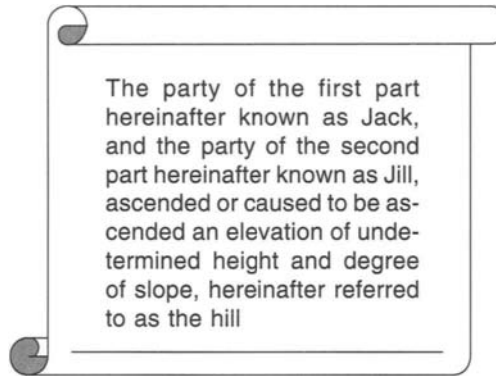 The party of the first part
hereinafter known as Jack,
and the party of the second
part hereinafter known as Jill,
ascended or caused to be as-
cended an elevation of unde-
termined height and degree
of slope, hereinafter referred
to as the hill